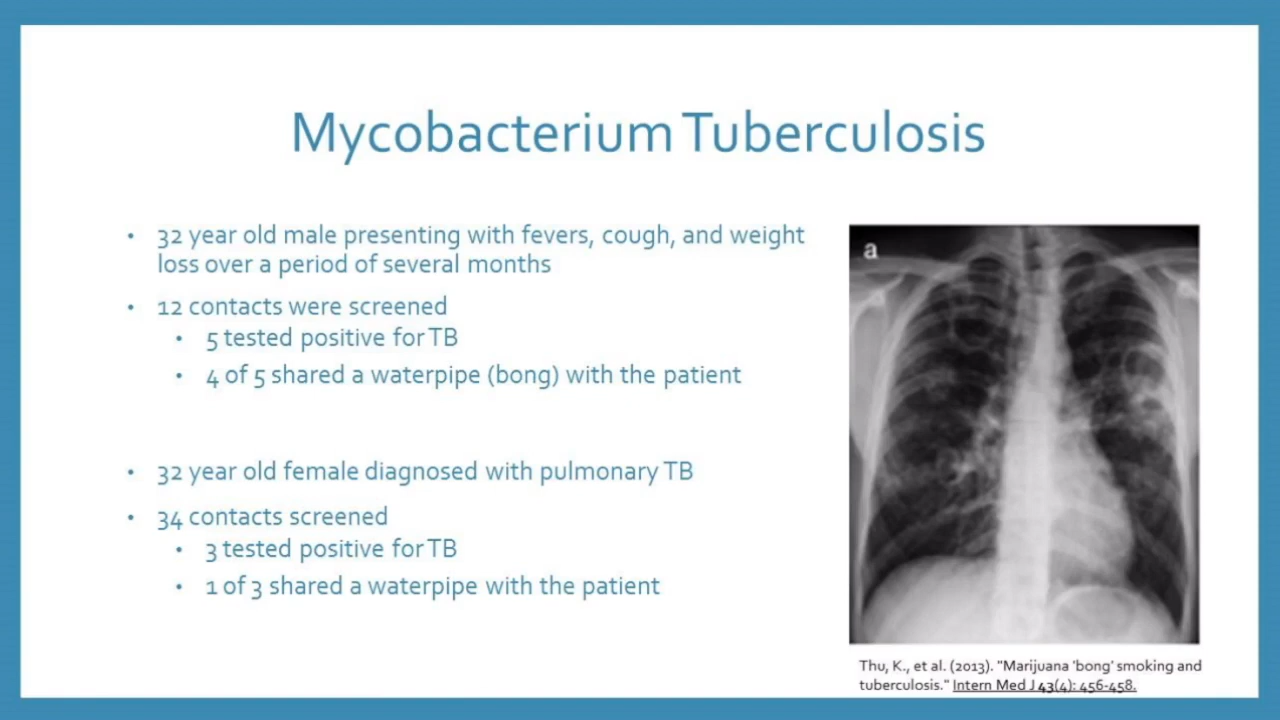 Mycobacterium Tuberculosis
• 32 year old male presenting with fevers, cough, and weight
loss over a period of several months
• 12 contacts were screened
• 5 tested positive for TB
• 4 of 5 shared a waterpipe (bong) with the patient
• 32 year old female diagnosed with pulmonary TB
• 34 contacts screened
• 3 tested positive for TB
• 1 of 3 shared a waterpipe with the patient
a
Thu, K., et al. (2013). "Marijuana 'bong' smoking and
tuberculosis." Intern Med J 43(4): 456-458.